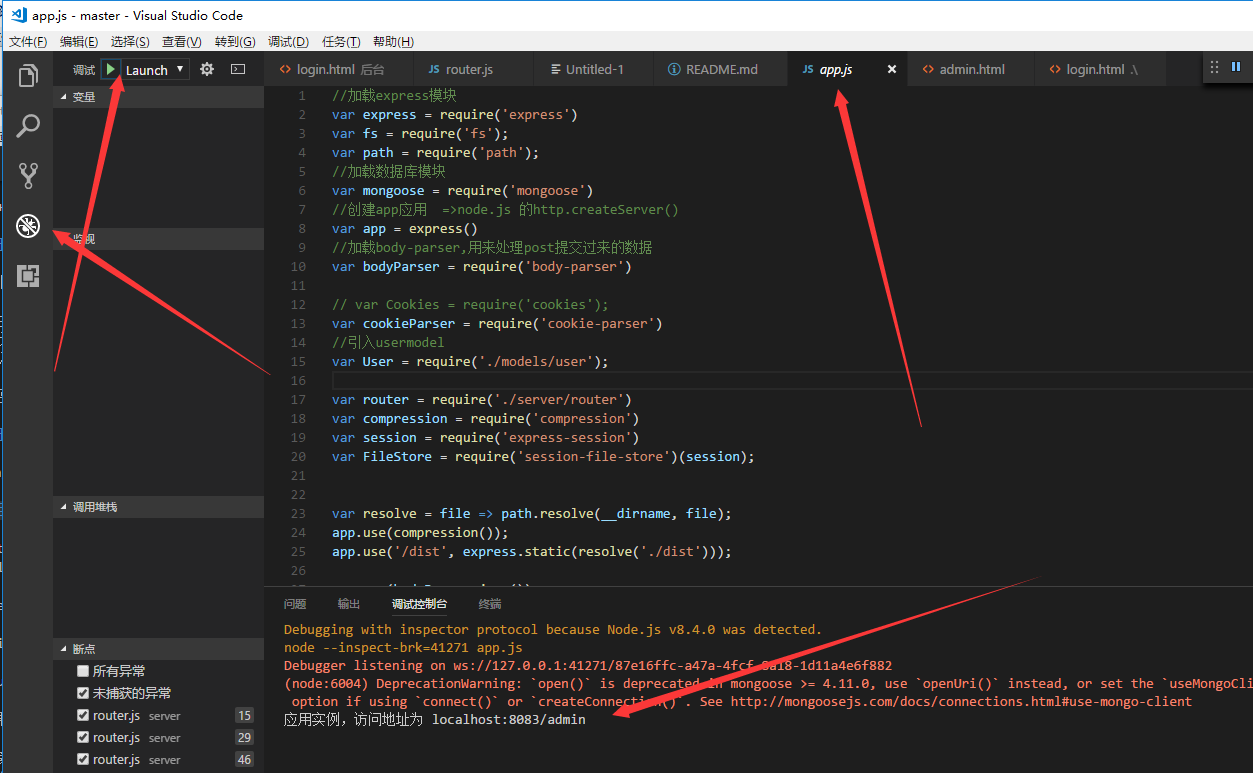 app.js - master - Visual Studio Code
文件(F) 编辑(E) 选择(S) 查看(V) 转到(G) 调试(D) 任务(T) 帮助(H)
调试 Launch
login.html 后台 router.js Untitled-1 README.md app.js admin.html login.html .\
变量
监视
调用堆栈
断点
所有异常
未捕获的异常
router.js server 15
router.js server 29
router.js server 46
1 //加载express模块
2 var express = require('express')
3 var fs = require('fs');
4 var path = require('path');
5 //加载数据库模块
6 var mongoose = require('mongoose')
7 //创建app应用 =>node.js 的http.createServer()
8 var app = express()
9 //加载body-parser,用来处理post提交过来的数据
10 var bodyParser = require('body-parser')
11
12 // var Cookies = require('cookies');
13 var cookieParser = require('cookie-parser')
14 //引入usermodel
15 var User = require('./models/user');
16
17 var router = require('./server/router')
18 var compression = require('compression')
19 var session = require('express-session')
20 var FileStore = require('session-file-store')(session);
21
22
23 var resolve = file => path.resolve(__dirname, file);
24 app.use(compression());
25 app.use('/dist', express.static(resolve('./dist')));
26
问题 输出 调试控制台 终端
Debugging with inspector protocol because Node.js v8.4.0 was detected.
node --inspect-brk=41271 app.js
Debugger listening on ws://127.0.0.1:41271/87e16ffc-a47a-4fcf-8a18-1d11a4e6f882
(node:6004) DeprecationWarning: `open()` is deprecated in mongoose >= 4.11.0, use `openUri()` instead, or set the `useMongoCli
option if using `connect()` or `createConnection()`. See http://mongoosejs.com/docs/connections.html#use-mongo-client
应用实例，访问地址为 localhost:8083/admin